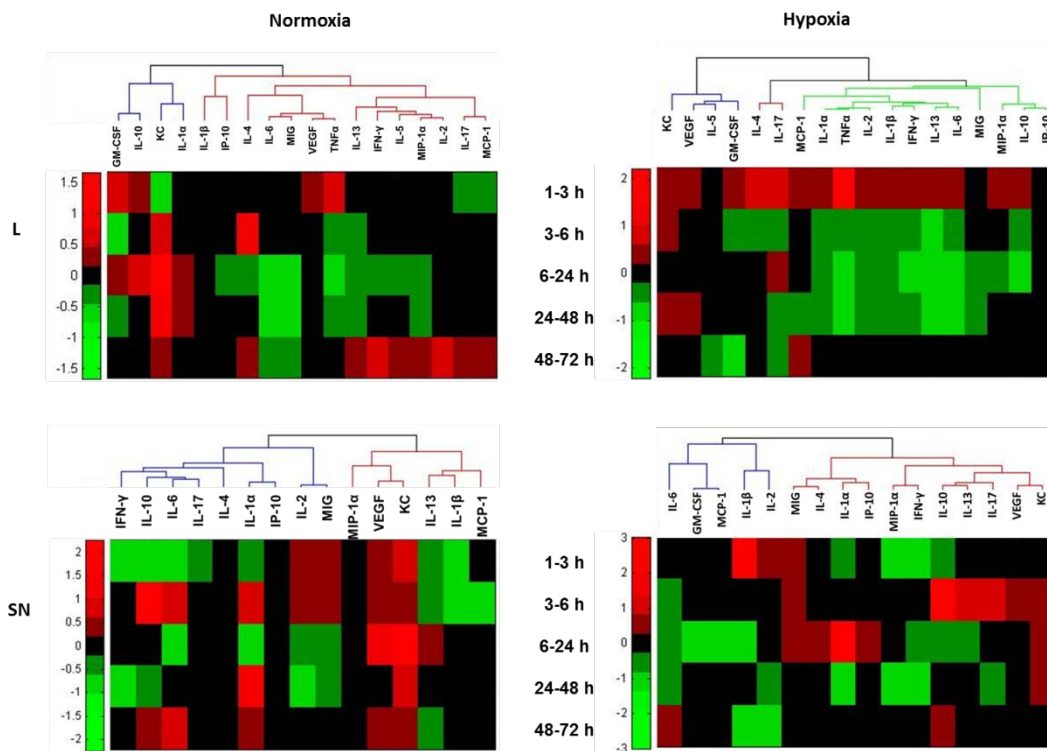 Normoxia
Hypoxia
GM-CSF IL-10 KC IL-1α IL-1β IP-10 IL-4 IL-6 MIG VEGF TNFα IL-13 IFN-γ IL-5 MIP-1α IL-2 IL-17 MCP-1
KC VEGF IL-5 GM-CSF IL-4 IL-17 MCP-1 IL-1α TNFα IL-2 IL-1β IFN-γ IL-13 IL-6 MIG MIP-1α IL-10 IP-10
L
1.5
1
0.5
0
-0.5
-1
-1.5
1-3 h
3-6 h
6-24 h
24-48 h
48-72 h
2
1
0
-1
-2
IFN-γ IL-10 IL-6 IL-17 IL-4 IL-1α IP-10 IL-2 MIG MIP-1α VEGF KC IL-13 IL-1β MCP-1
IL-6 GM-CSF MCP-1 IL-1β IL-2 MIG IL-4 IL-1α IP-10 MIP-1α IFN-γ IL-10 IL-13 IL-17 VEGF KC
SN
2
1.5
1
0.5
0
-0.5
-1
-1.5
-2
1-3 h
3-6 h
6-24 h
24-48 h
48-72 h
3
2
1
0
-1
-2
-3